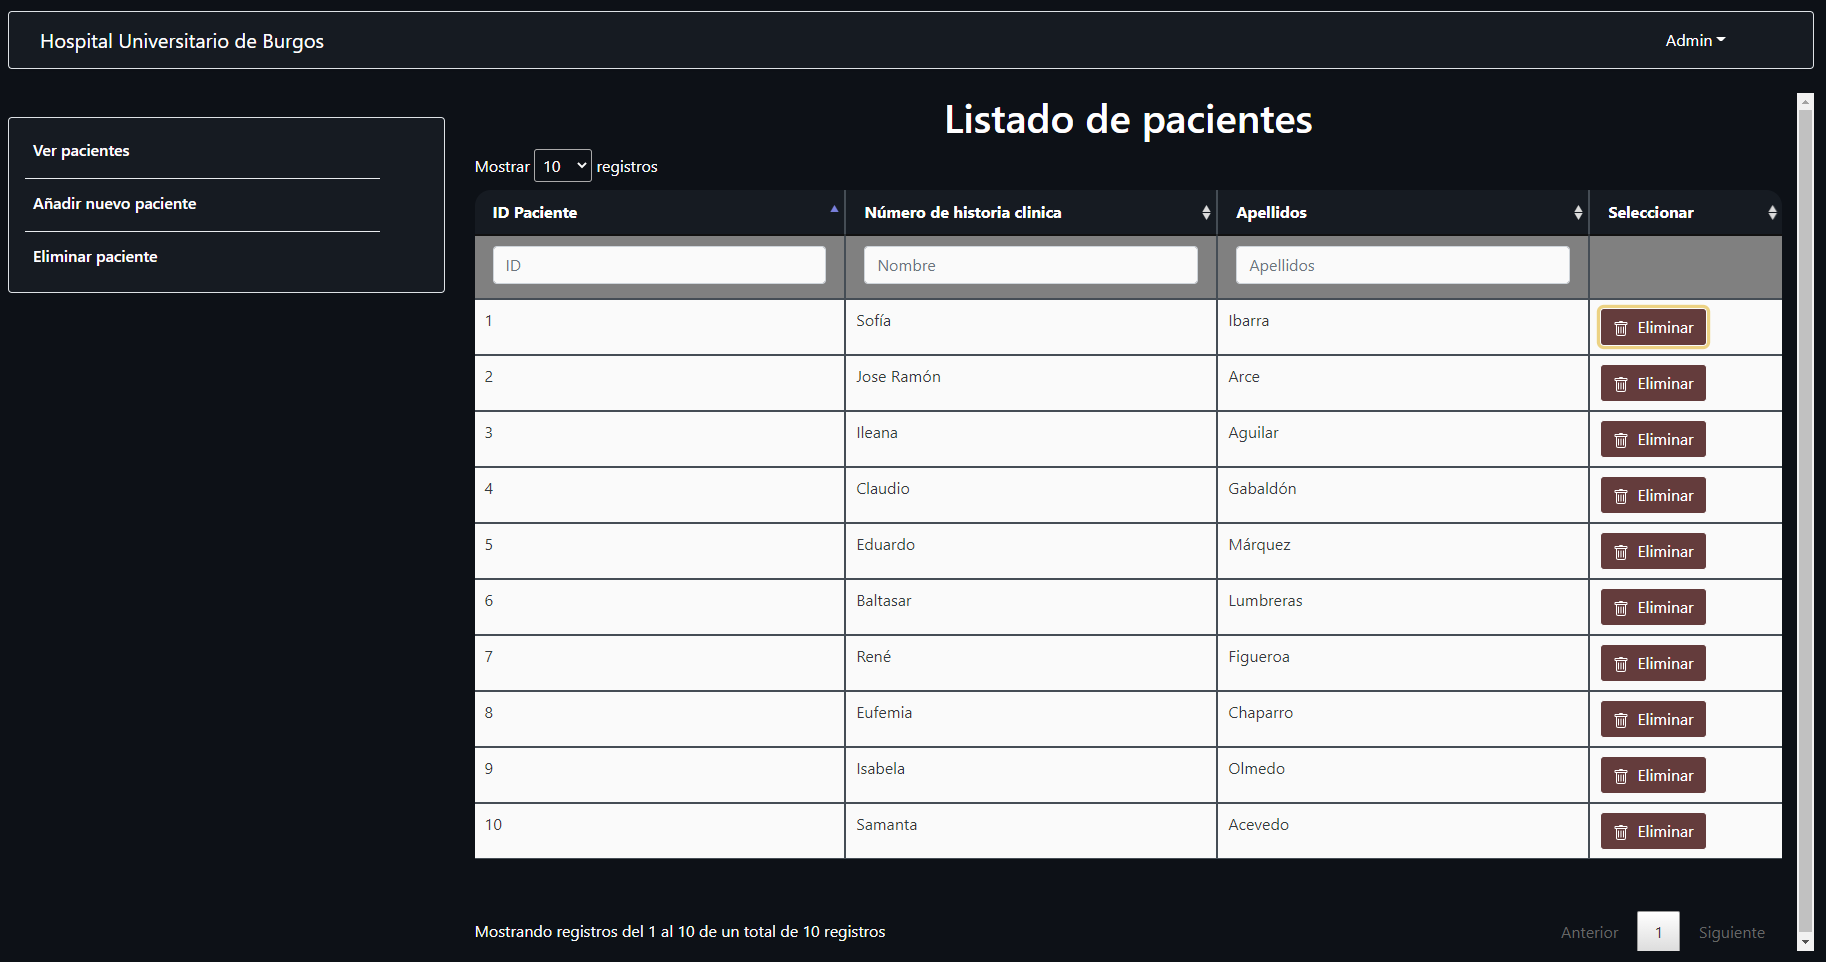 Hospital Universitario de Burgos
Admin
Ver pacientes
Añadir nuevo paciente
Eliminar paciente
Listado de pacientes
Mostrar 10 registros
ID Paciente Número de historia clinica Apellidos Seleccionar
ID Nombre Apellidos
1 Sofía Ibarra Eliminar
2 Jose Ramón Arce Eliminar
3 Ileana Aguilar Eliminar
4 Claudio Gabaldón Eliminar
5 Eduardo Márquez Eliminar
6 Baltasar Lumbreras Eliminar
7 René Figueroa Eliminar
8 Eufemia Chaparro Eliminar
9 Isabela Olmedo Eliminar
10 Samanta Acevedo Eliminar
Mostrando registros del 1 al 10 de un total de 10 registros
Anterior 1 Siguiente